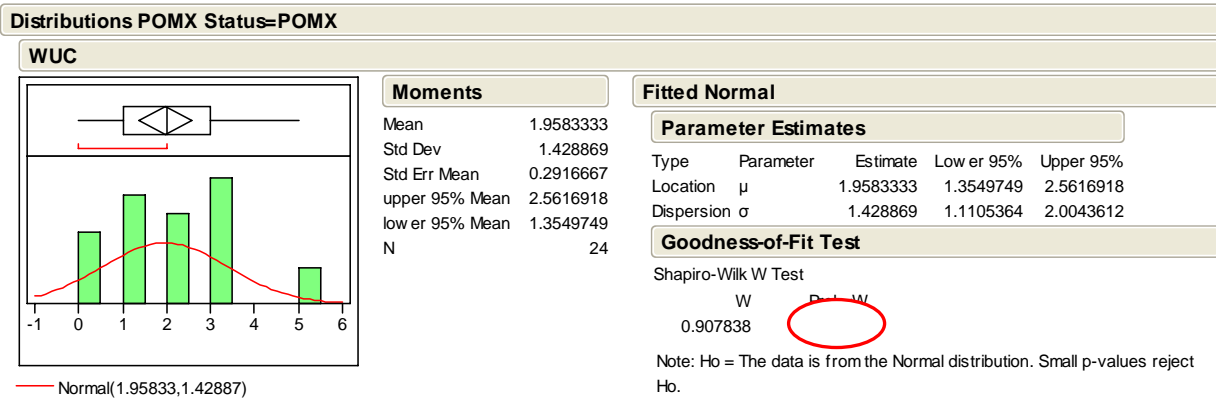 Distributions POMX Status=POMX
WUC
-1 0 1 2 3 4 5 6
Normal(1.95833,1.42887)
Moments
Mean 1.9583333
Std Dev 1.428869
Std Err Mean 0.2916667
upper 95% Mean 2.5616918
lower 95% Mean 1.3549749
N 24
Fitted Normal
Parameter Estimates
Type Parameter Estimate Lower 95% Upper 95%
Location μ 1.9583333 1.3549749 2.5616918
Dispersion σ 1.428869 1.1105364 2.0043612
Goodness-of-Fit Test
Shapiro-Wilk W Test
W W
0.907838
Note: Ho = The data is from the Normal distribution. Small p-values reject
Ho.